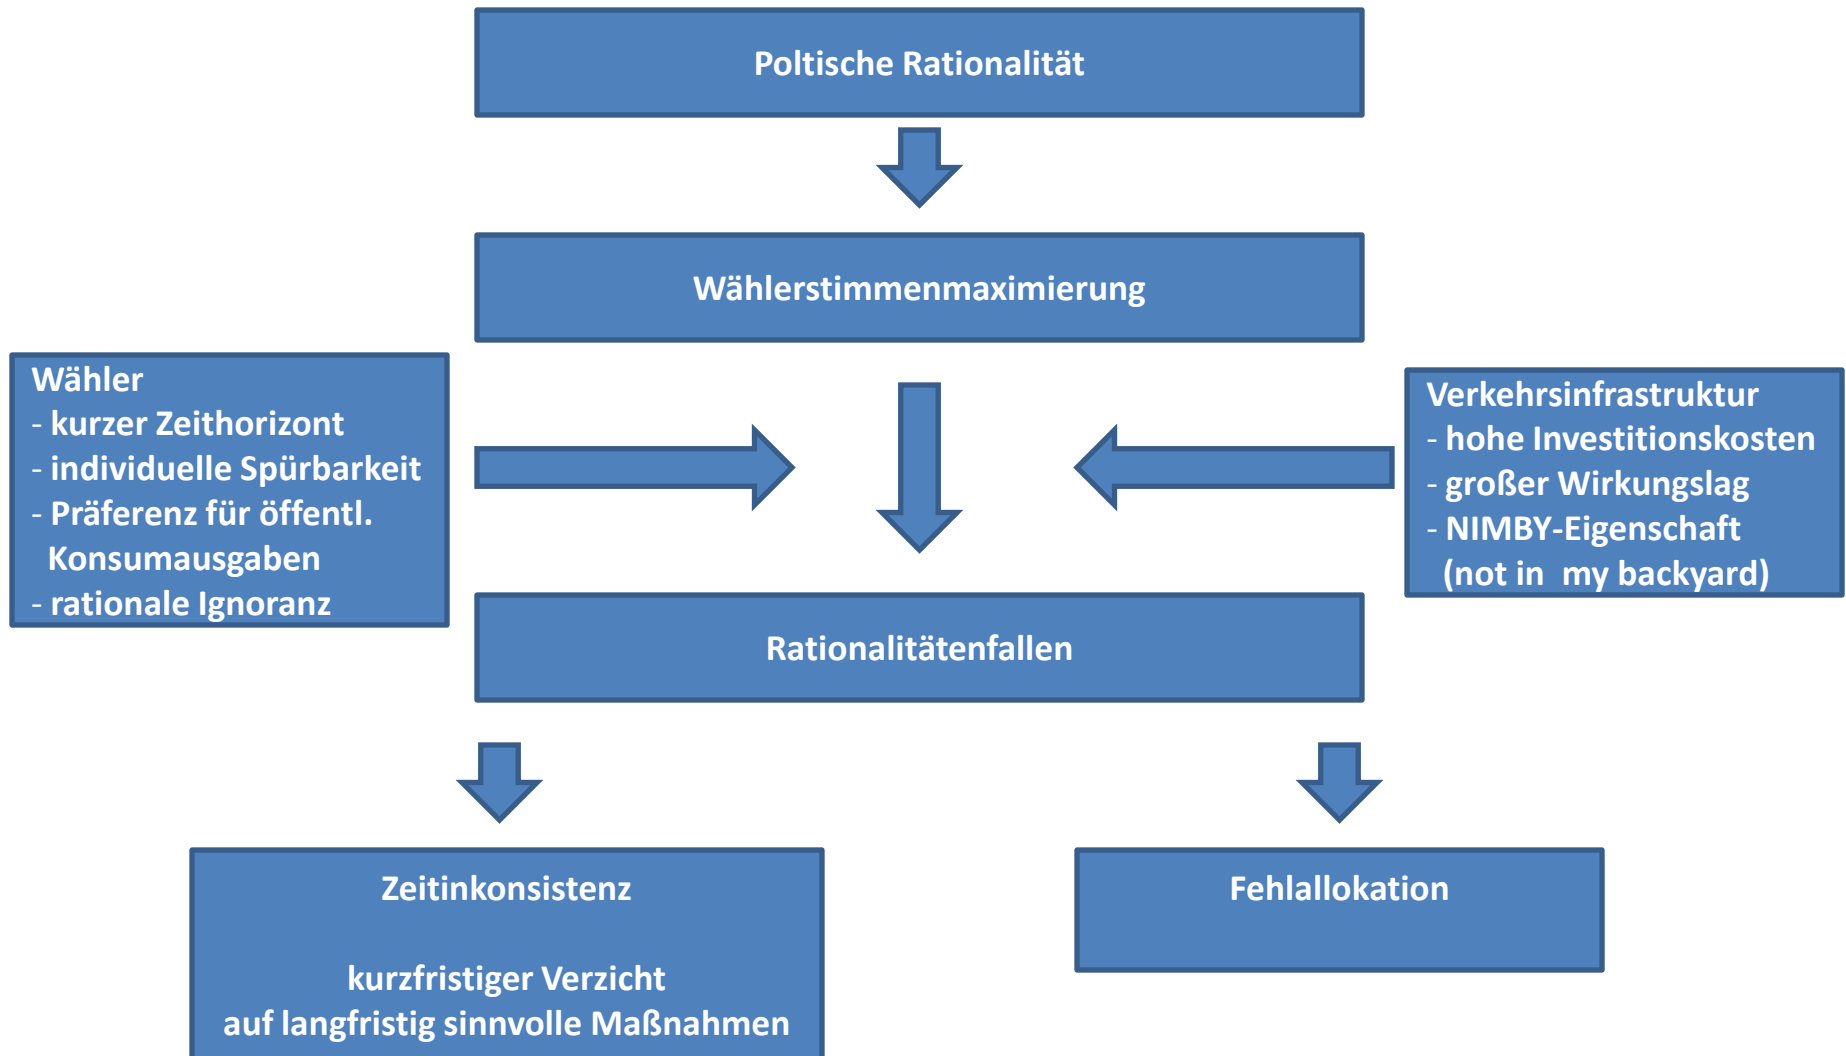 Poltische Rationalität
Wählerstimmenmaximierung
Wähler
- kurzer Zeithorizont
- individuelle Spürbarkeit
- Präferenz für öffentl.
Konsumausgaben
- rationale Ignoranz
Verkehrsinfrastruktur
- hohe Investitionskosten
- großer Wirkungslag
- NIMBY-Eigenschaft
(not in my backyard)
Rationalitätenfallen
Zeitinkonsistenz
kurzfristiger Verzicht
auf langfristig sinnvolle Maßnahmen
Fehlallokation